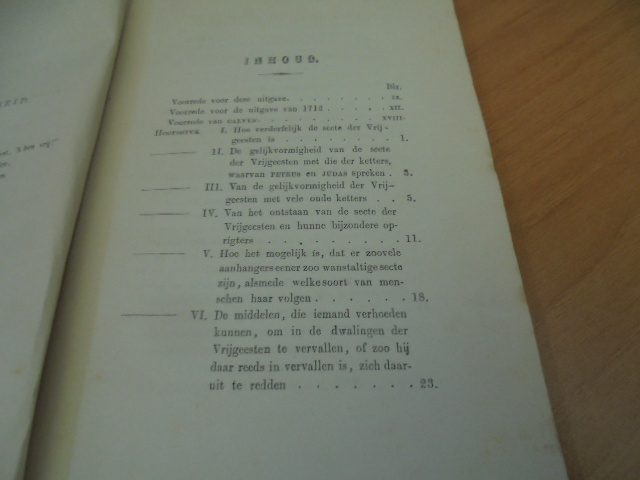 INHOUD.
Blz.
Voorrede voor deze uitgave. . . . . . . IX.
Voorrede voor de uitgave van 1712 . . . . XII.
Voorrede van CALVIJN. . . . . . . . XVIII.
HOOFDSTUK I. Hoe verderfelijk de secte der Vrij-
geesten is . . . . . . . . 1.
II. De gelijkvormigheid van de secte
der Vrijgeesten met die der ketters,
waarvan PETRUS en JUDAS spreken . 3.
III. Van de gelijkvormigheid der Vrij-
geesten met vele oude ketters . . 5.
IV. Van het ontstaan van de secte der
Vrijgeesten en hunne bijzondere op-
rigters . . . . . . . . 11.
V. Hoe het mogelijk is, dat er zoovele
aanhangers eener zoo wanstaltige secte
zijn, alsmede welke soort van men-
schen haar volgen . . . . . . 18.
VI. De middelen, die iemand verhoeden
kunnen, om in de dwalingen der
Vrijgeesten te vervallen, of zoo hij
daar reeds in vervallen is, zich daar-
uit te redden . . . . . . . 23.